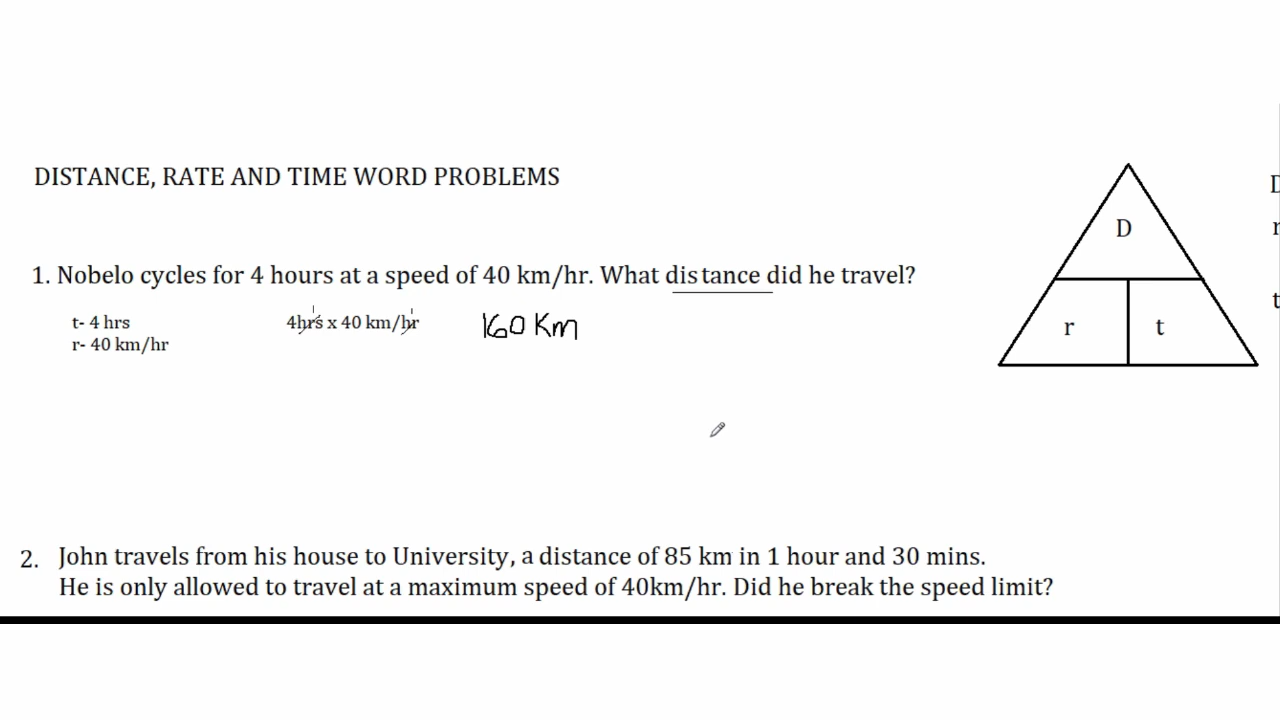 DISTANCE, RATE AND TIME WORD PROBLEMS
D
1. Nobelo cycles for 4 hours at a speed of 40 km/hr. What distance did he travel?
t- 4 hrs
r- 40 km/hr
4hrs x 40 km/hr
160 Km
r
t
r
t
2. John travels from his house to University, a distance of 85 km in 1 hour and 30 mins.
He is only allowed to travel at a maximum speed of 40km/hr. Did he break the speed limit?